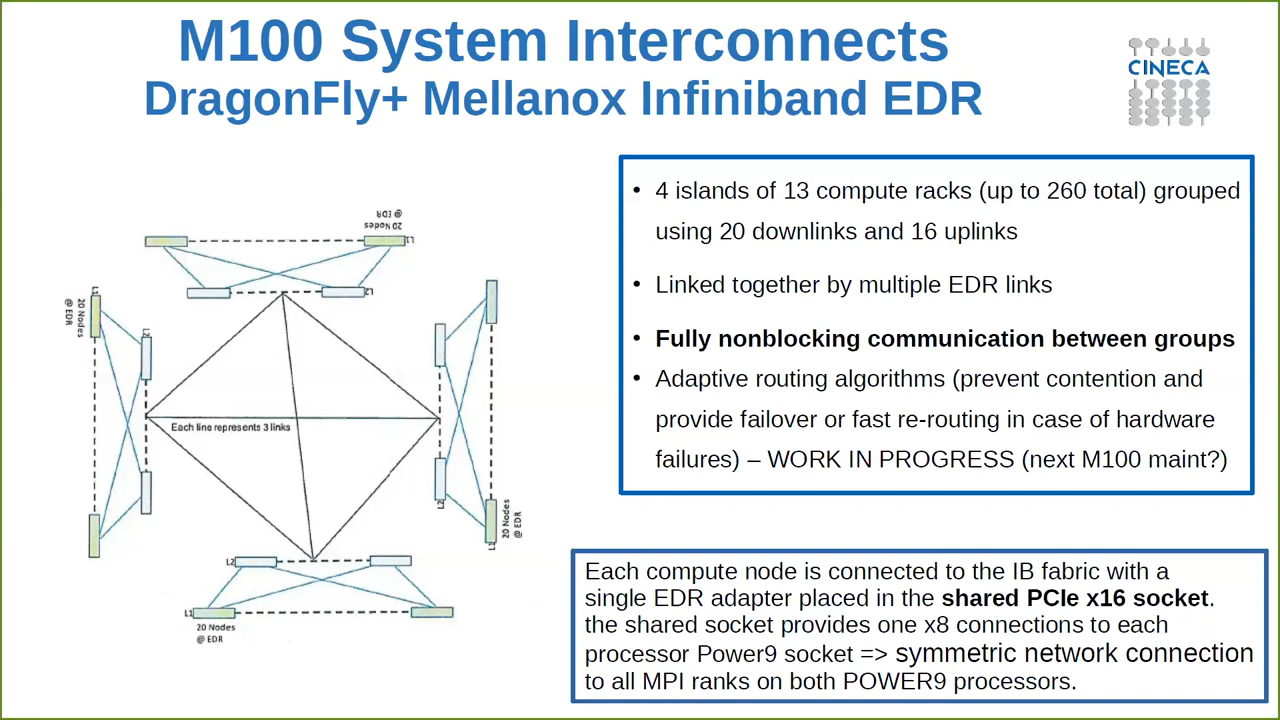 M100 System Interconnects
DragonFly+ Mellanox Infiniband EDR
CINECA
20 Nodes
@ EDR
L1
L2
L1
20 Nodes
@ EDR
L2
Each line represents 3 links
L2
20 Nodes
@ EDR
L1
L2
L1
20 Nodes
@ EDR
• 4 islands of 13 compute racks (up to 260 total) grouped
using 20 downlinks and 16 uplinks
• Linked together by multiple EDR links
• Fully nonblocking communication between groups
• Adaptive routing algorithms (prevent contention and
provide failover or fast re-routing in case of hardware
failures) – WORK IN PROGRESS (next M100 maint?)
Each compute node is connected to the IB fabric with a
single EDR adapter placed in the shared PCIe x16 socket.
the shared socket provides one x8 connections to each
processor Power9 socket => symmetric network connection
to all MPI ranks on both POWER9 processors.